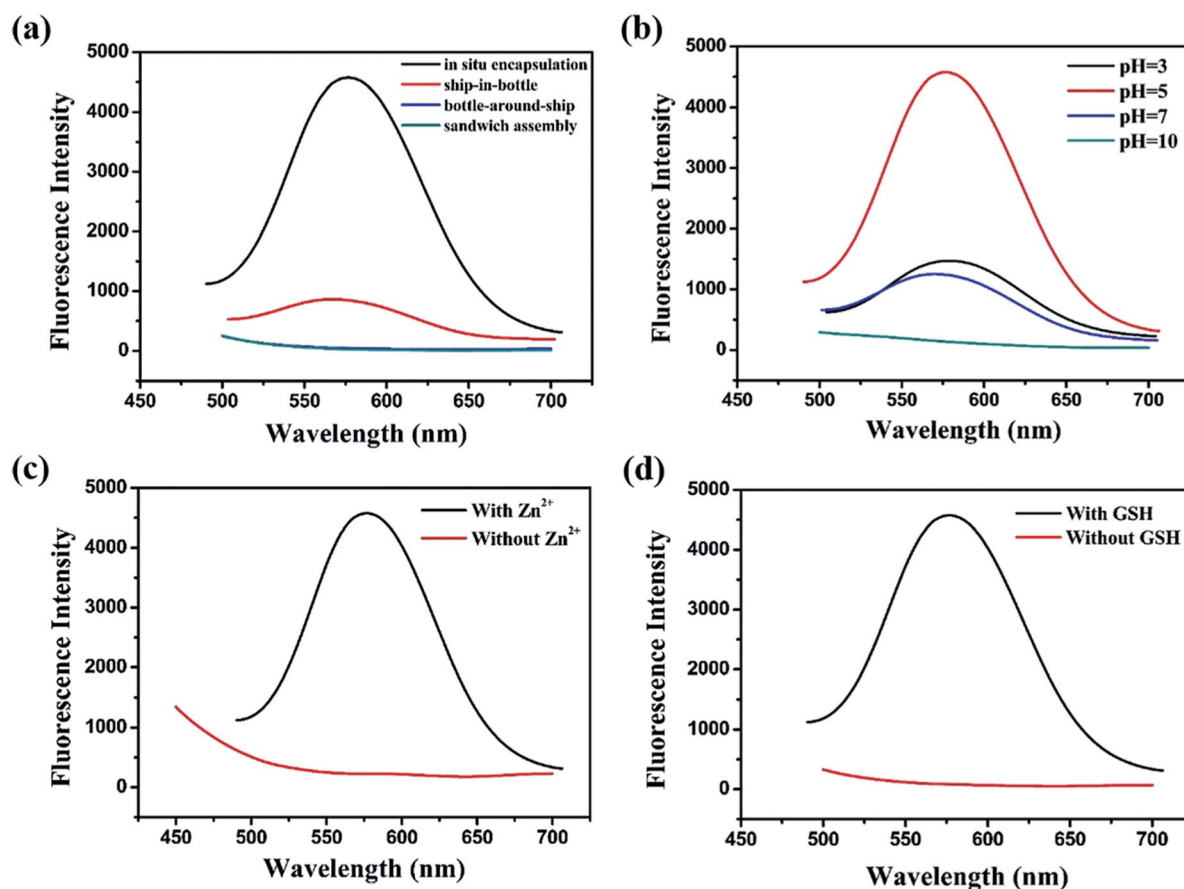 (a)
5000
4000
3000
2000
1000
0
Fluorescence Intensity
in situ encapsulation
ship-in-bottle
bottle-around-ship
sandwich assembly
450 500 550 600 650 700
Wavelength (nm)
(b)
5000
4000
3000
2000
1000
0
Fluorescence Intensity
pH=3
pH=5
pH=7
pH=10
450 500 550 600 650 700
Wavelength (nm)
(c)
5000
4000
3000
2000
1000
0
Fluorescence Intensity
With Zn²⁺
Without Zn²⁺
450 500 550 600 650 700
Wavelength (nm)
(d)
5000
4000
3000
2000
1000
0
Fluorescence Intensity
With GSH
Without GSH
450 500 550 600 650 700
Wavelength (nm)